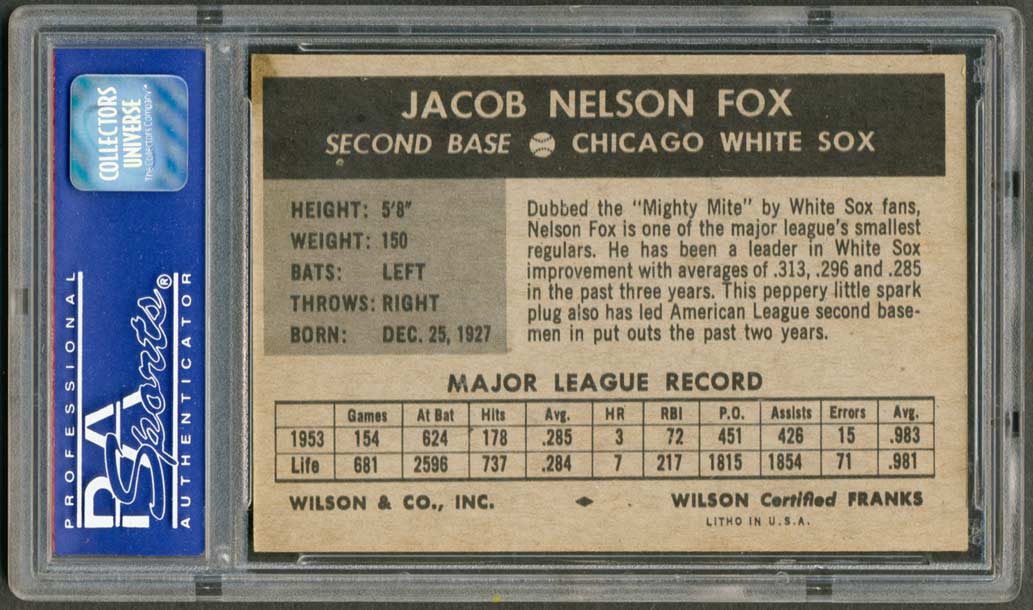 COLLECTORS
UNIVERSE
The Collectors Company™
PROFESSIONAL
PSA
Sports®
AUTHENTICATOR
JACOB NELSON FOX
SECOND BASE CHICAGO WHITE SOX
HEIGHT: 5'8"
WEIGHT: 150
BATS: LEFT
THROWS: RIGHT
BORN: DEC. 25, 1927
Dubbed the "Mighty Mite" by White Sox fans,
Nelson Fox is one of the major league's smallest
regulars. He has been a leader in White Sox
improvement with averages of .313, .296 and .285
in the past three years. This peppery little spark
plug also has led American League second base-
men in put outs the past two years.
MAJOR LEAGUE RECORD
Games At Bat Hits Avg. HR RBI P.O. Assists Errors Avg.
1953 154 624 178 .285 3 72 451 426 15 .983
Life 681 2596 737 .284 7 217 1815 1854 71 .981
WILSON & CO., INC. WILSON Certified FRANKS
LITHO IN U.S.A.